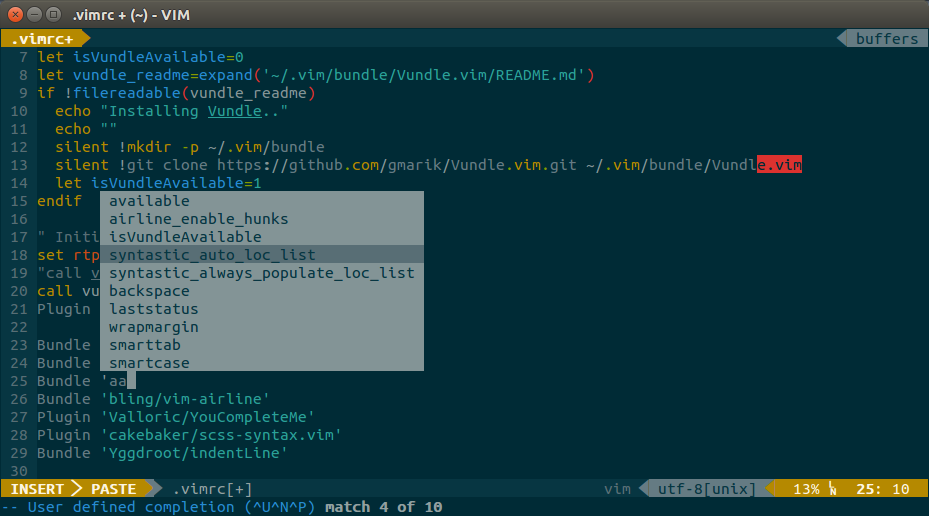 .vimrc + (~) - VIM
.vimrc+ buffers
7 let isVundleAvailable=0
8 let vundle_readme=expand('~/.vim/bundle/Vundle.vim/README.md')
9 if !filereadable(vundle_readme)
10 echo "Installing Vundle.."
11 echo ""
12 silent !mkdir -p ~/.vim/bundle
13 silent !git clone https://github.com/gmarik/Vundle.vim.git ~/.vim/bundle/Vundle.vim
14 let isVundleAvailable=1
15 endif available
16 airline_enable_hunks
17 " Initi isVundleAvailable
18 set rtp syntastic_auto_loc_list
19 "call v syntastic_always_populate_loc_list
20 call vu backspace
21 Plugin laststatus
22 wrapmargin
23 Bundle smarttab
24 Bundle smartcase
25 Bundle 'aa
26 Bundle 'bling/vim-airline'
27 Plugin 'Valloric/YouCompleteMe'
28 Plugin 'cakebaker/scss-syntax.vim'
29 Bundle 'Yggdroot/indentLine'
30
INSERT PASTE .vimrc[+] vim utf-8[unix] 13% ␤ 25: 10
-- User defined completion (^U^N^P) match 4 of 10